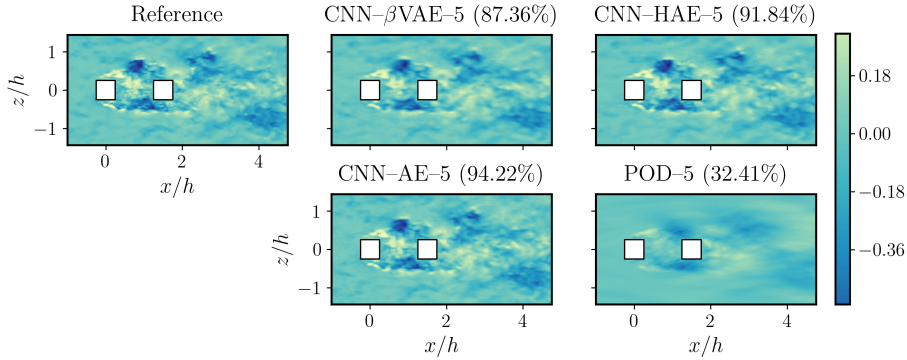 Reference
CNN–βVAE–5 (87.36%)
CNN–HAE–5 (91.84%)
z/h
1
0
−1
0
2
4
x/h
0.18
0.00
−0.18
−0.36
CNN–AE–5 (94.22%)
POD–5 (32.41%)
z/h
1
0
−1
0
2
4
x/h
0
2
4
x/h